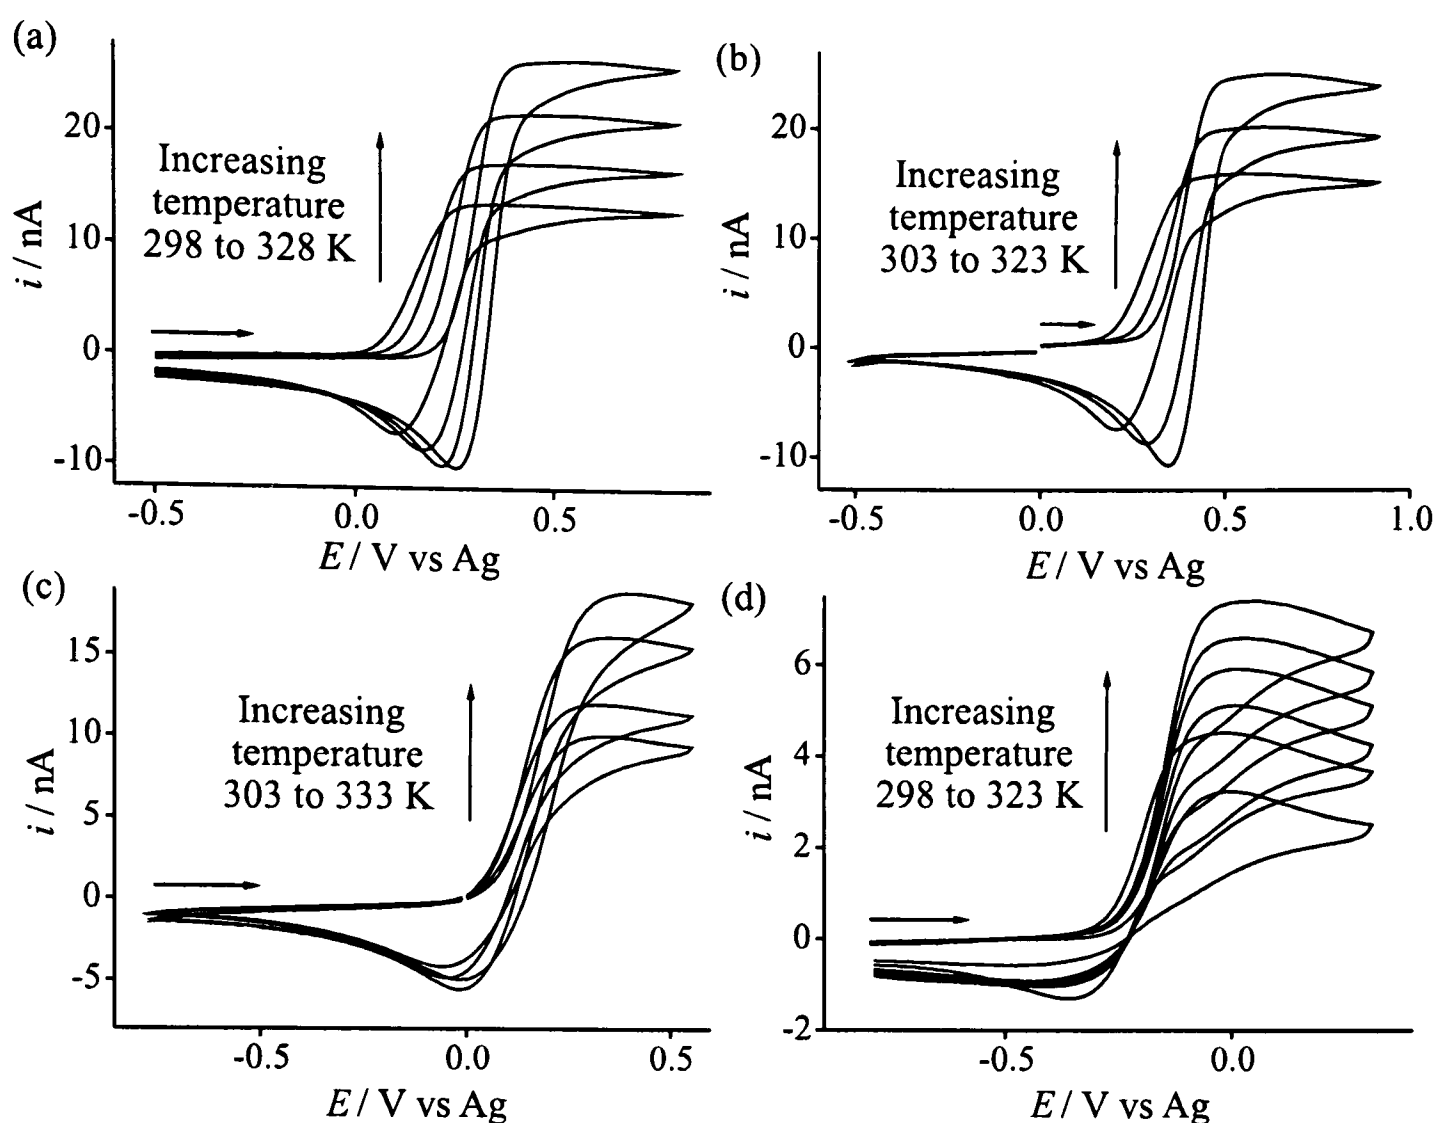 (a)
20
10
0
-10
-0.5 0.0 0.5
i / nA
E / V vs Ag
Increasing
temperature
298 to 328 K
(b)
20
10
0
-10
-0.5 0.0 0.5 1.0
i / nA
E / V vs Ag
Increasing
temperature
303 to 323 K
(c)
15
10
5
0
-5
-0.5 0.0 0.5
i / nA
E / V vs Ag
Increasing
temperature
303 to 333 K
(d)
6
4
2
0
-2
-0.5 0.0
i / nA
E / V vs Ag
Increasing
temperature
298 to 323 K